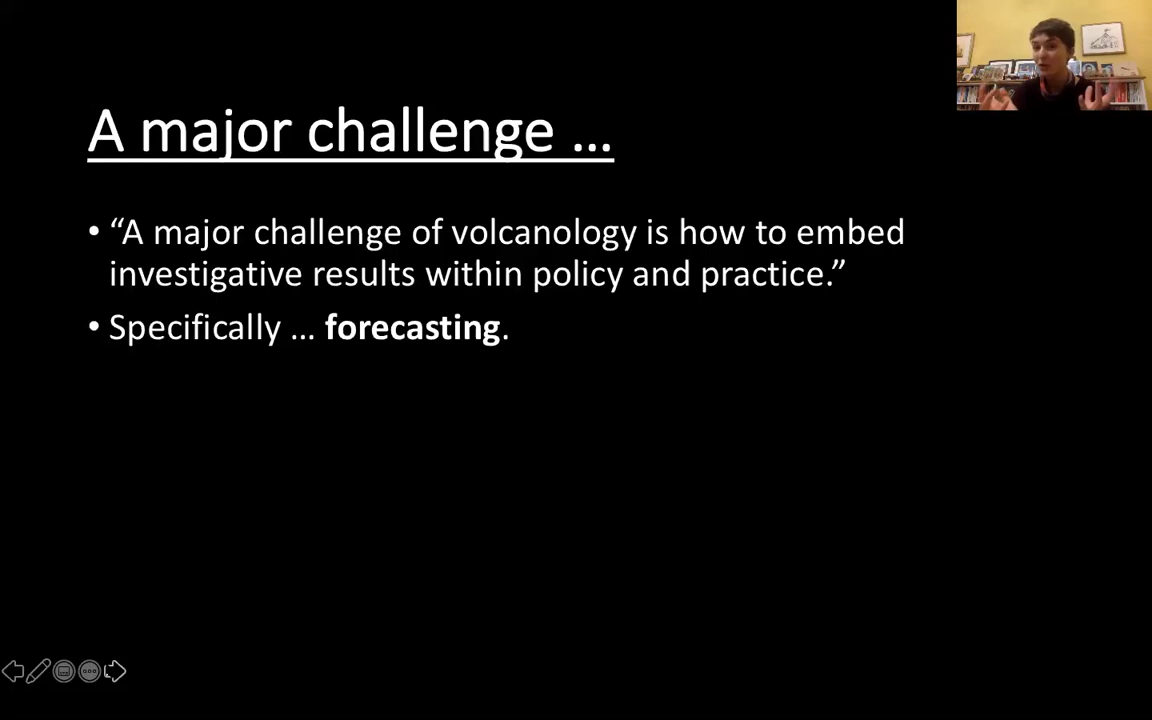 A major challenge …
• “A major challenge of volcanology is how to embed
investigative results within policy and practice.”
• Specifically … forecasting.